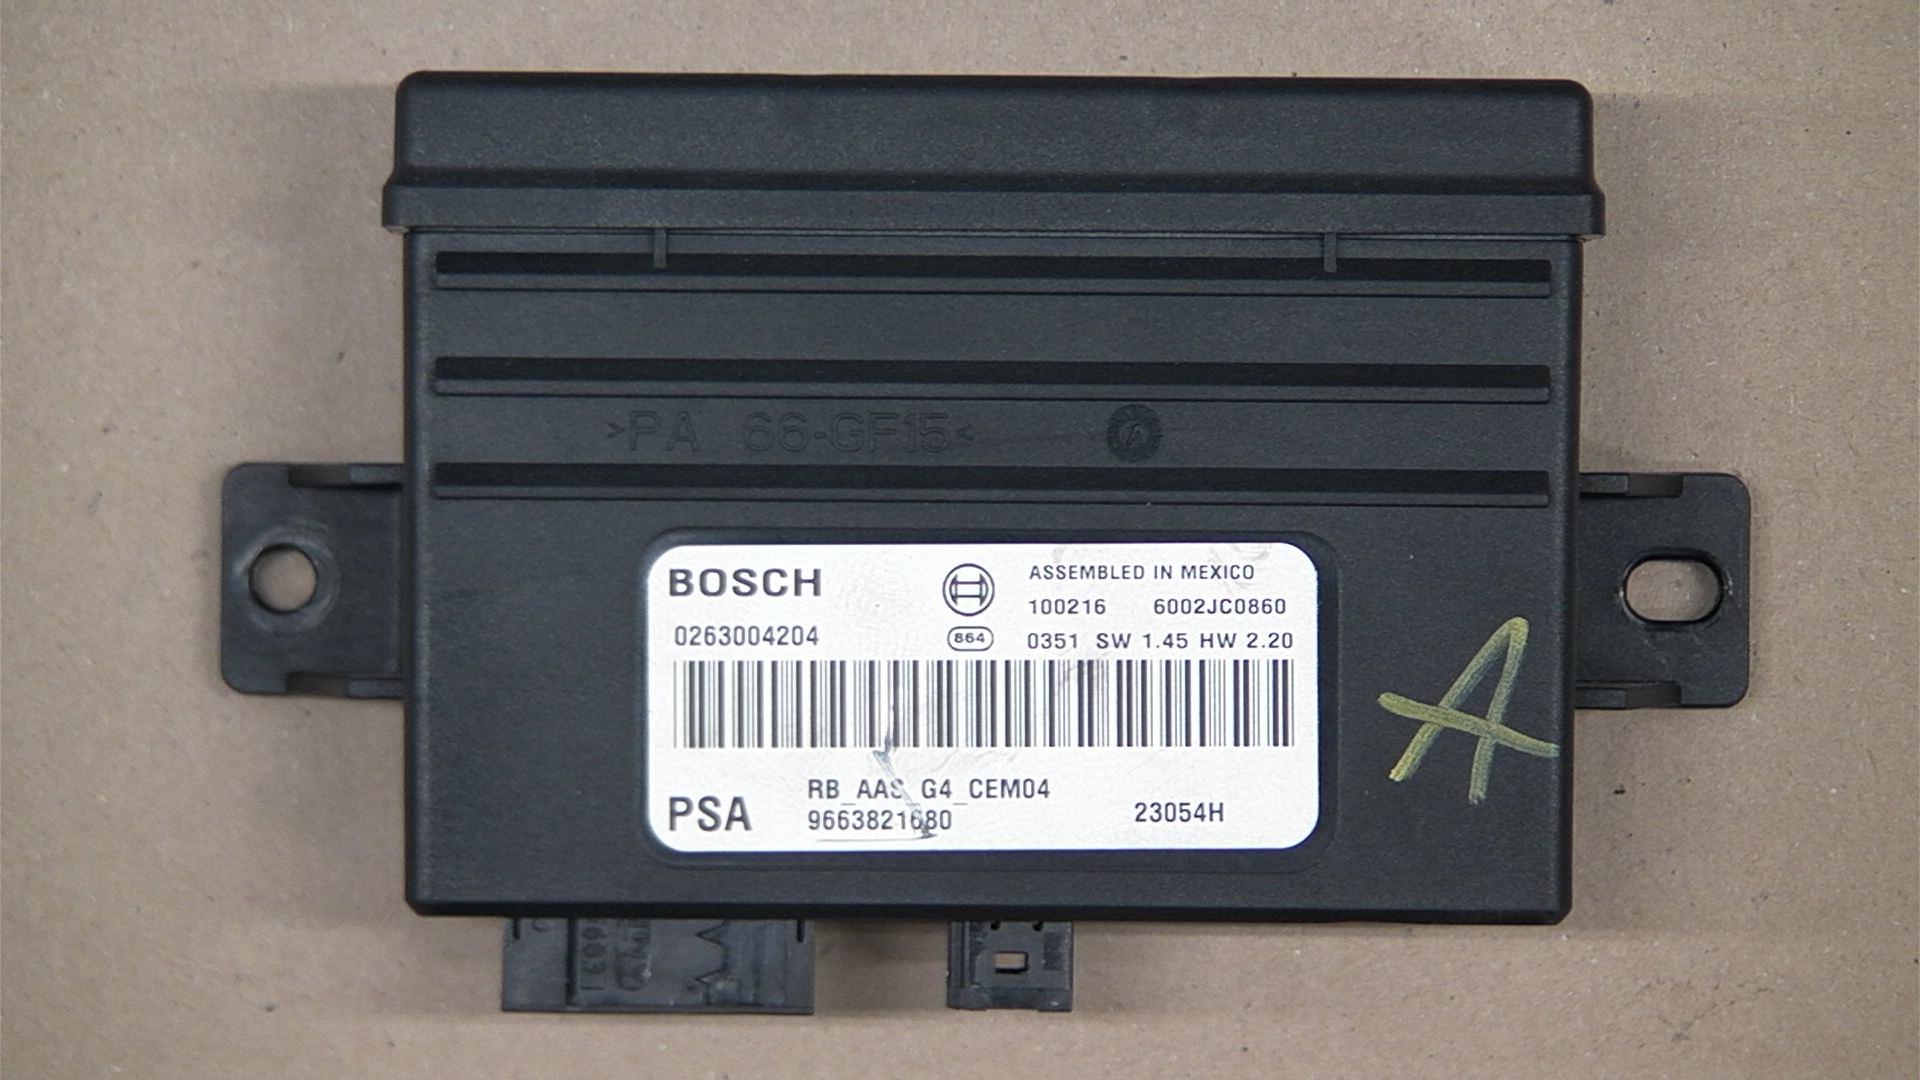 >PA 66-GF15<
BOSCH
ASSEMBLED IN MEXICO
100216 6002JC0860
0263004204
864
0351 SW 1.45 HW 2.20
RB_AAS_G4_CEM04
PSA
9663821680
23054H
A